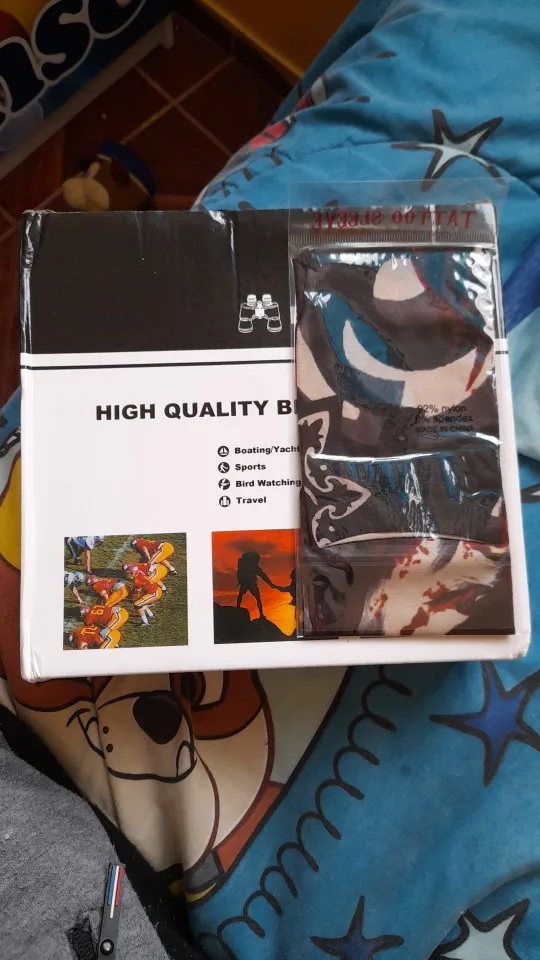 TATTOO SLEEVE
HIGH QUALITY
92% nylon
spandex
MADE IN CHINA
Boating/Yacht
Sports
Bird Watching
Travel